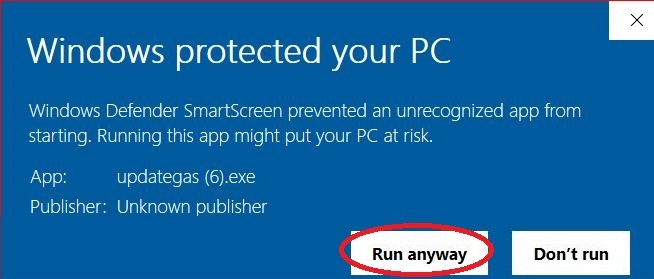 Windows protected your PC
Windows Defender SmartScreen prevented an unrecognized app from
starting. Running this app might put your PC at risk.
App: updategas (6).exe
Publisher: Unknown publisher
Run anyway Don't run